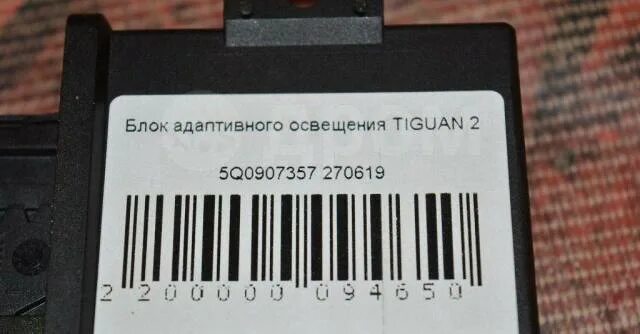 Блок адаптивного освещения TIGUAN 2
5Q0907357 270619
2 200000 094650